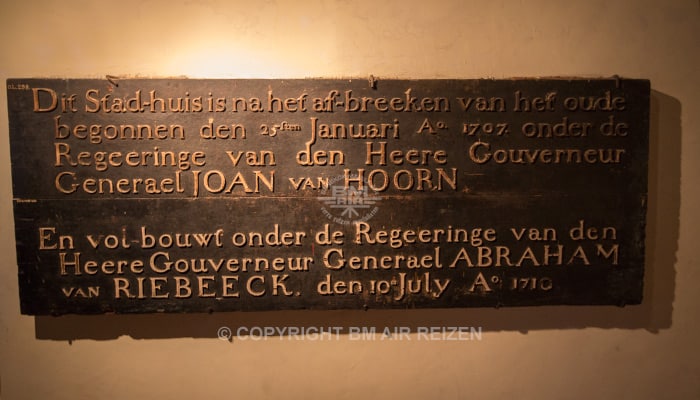 OL.298
Dit Stad-huis is na het af-breeken van het oude
begonnen den 25sten Januari Ao. 1707. onder de
Regeeringe van den Heere Gouverneur
Generael JOAN VAN HOORN
En vol-bouwt onder de Regeeringe van den
Heere Gouverneur Generael ABRAHAM
VAN RIEBEECK. den 10e July Ao. 1710
© COPYRIGHT BM AIR REIZEN